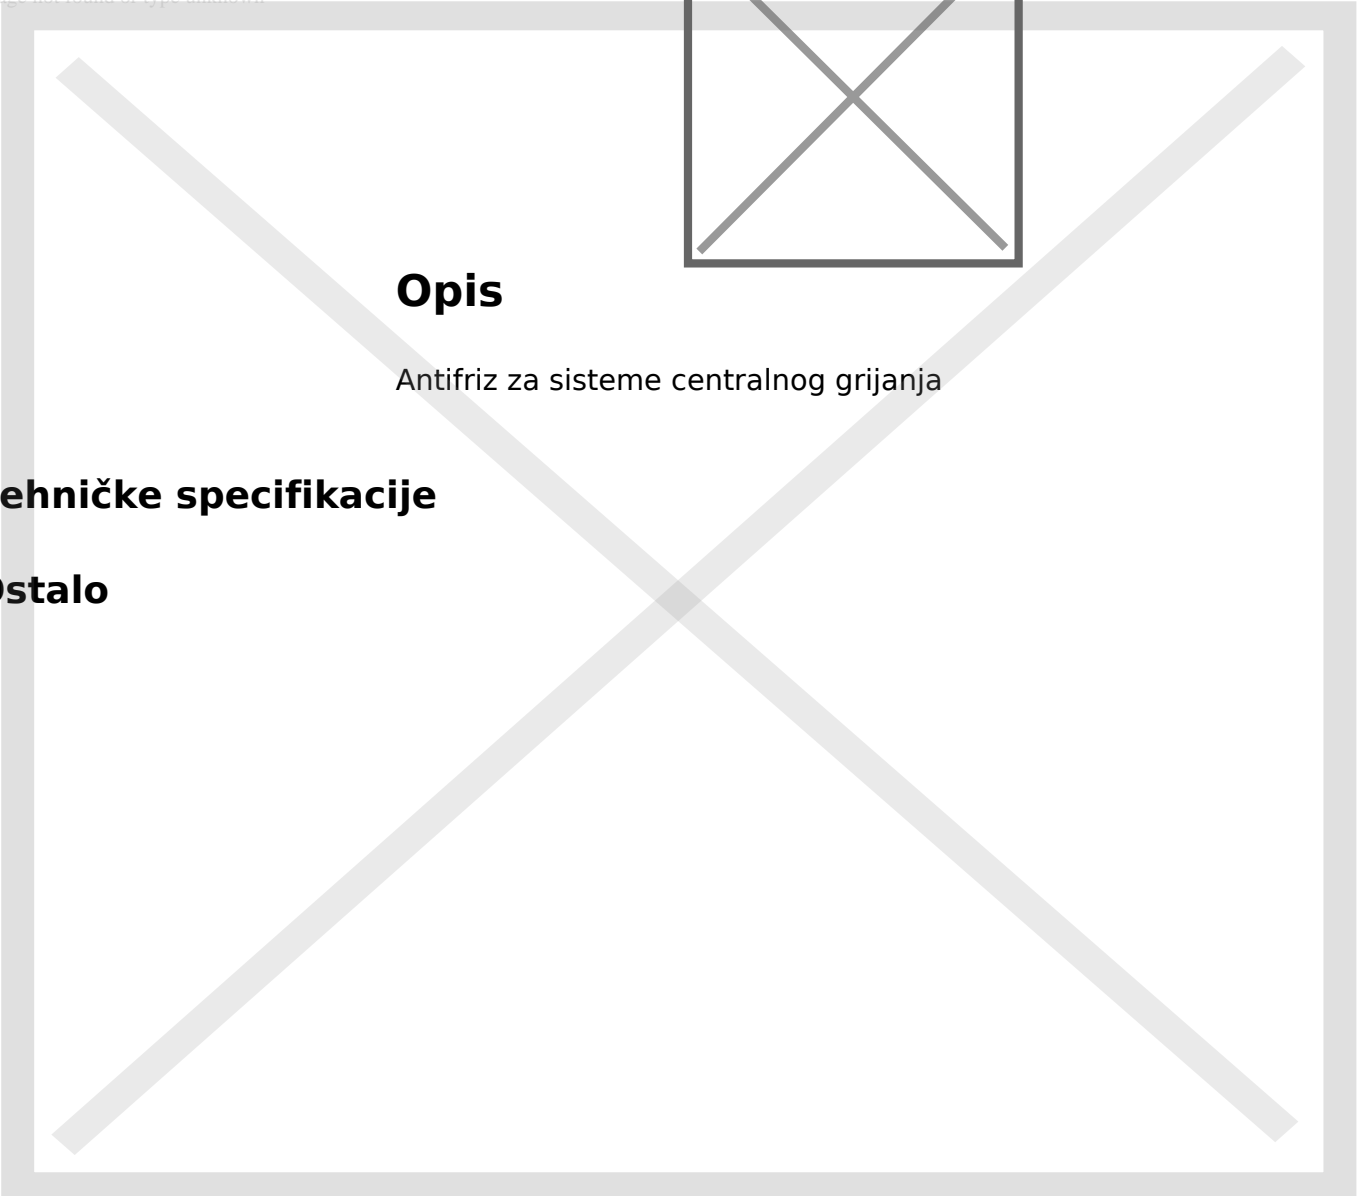 Opis
Antifriz za sisteme centralnog grijanja
ehničke specifikacije
stalo